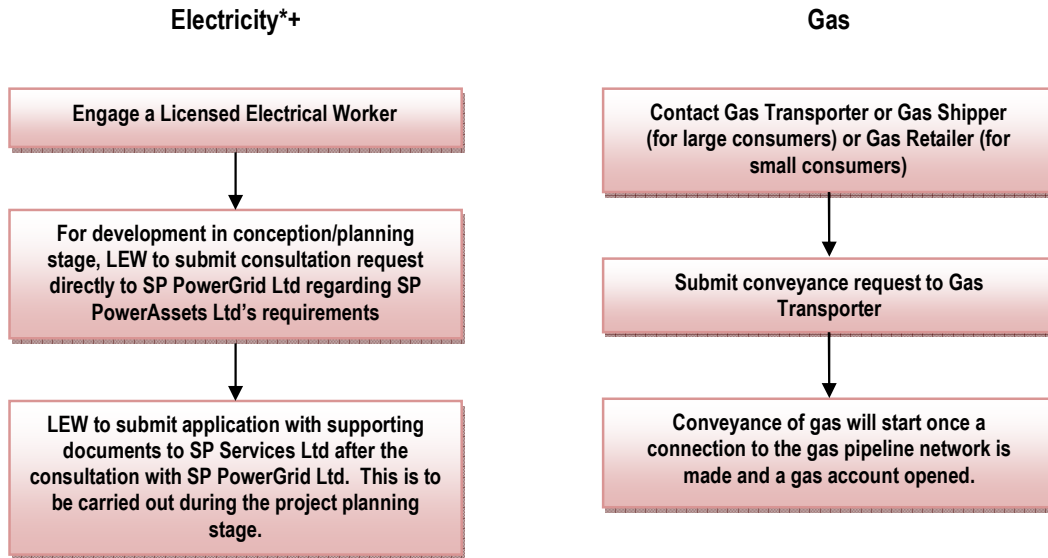 Electricity*+
Engage a Licensed Electrical Worker
For development in conception/planning
stage, LEW to submit consultation request
directly to SP PowerGrid Ltd regarding SP
PowerAssets Ltd's requirements
LEW to submit application with supporting
documents to SP Services Ltd after the
consultation with SP PowerGrid Ltd. This is to
be carried out during the project planning
stage.
Gas
Contact Gas Transporter or Gas Shipper
(for large consumers) or Gas Retailer (for
small consumers)
Submit conveyance request to Gas
Transporter
Conveyance of gas will start once a
connection to the gas pipeline network is
made and a gas account opened.